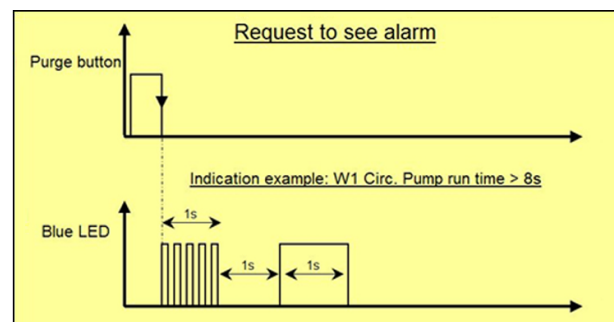 Request to see alarm
Purge button
Indication example: W1 Circ. Pump run time > 8s
1s
Blue LED
1s
1s